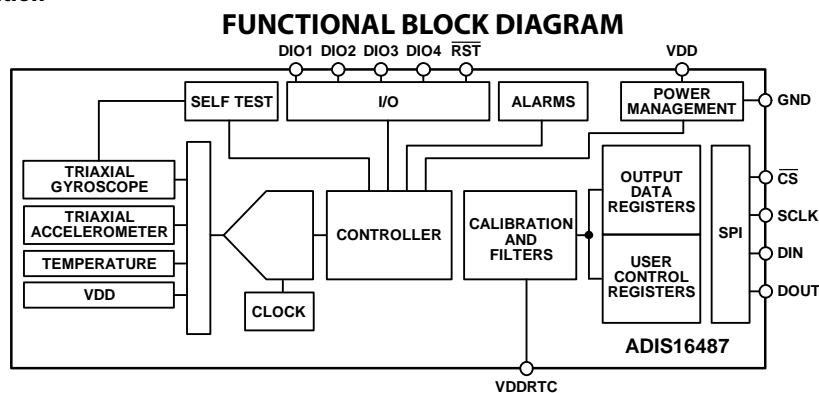 FUNCTIONAL BLOCK DIAGRAM
DIO1 DIO2 DIO3 DIO4 RST VDD
SELF TEST
I/O
ALARMS
POWER
MANAGEMENT
GND
TRIAXIAL
GYROSCOPE
TRIAXIAL
ACCELEROMETER
TEMPERATURE
VDD
CLOCK
CONTROLLER
CALIBRATION
AND
FILTERS
OUTPUT
DATA
REGISTERS
USER
CONTROL
REGISTERS
SPI
CS
SCLK
DIN
DOUT
ADIS16487
VDDRTC